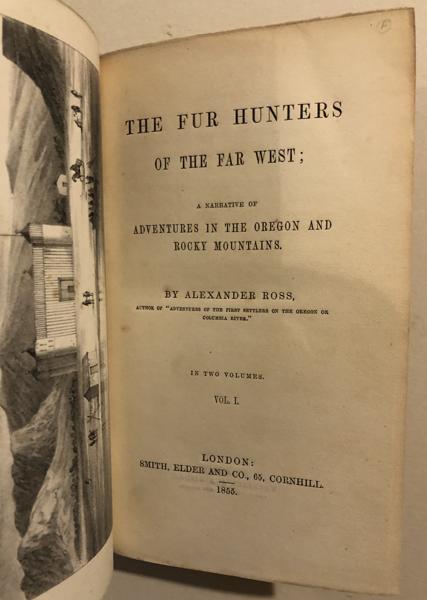 THE FUR HUNTERS
OF THE FAR WEST;
A NARRATIVE OF
ADVENTURES IN THE OREGON AND
ROCKY MOUNTAINS.
BY ALEXANDER ROSS,
AUTHOR OF "ADVENTURES OF THE FIRST SETTLERS ON THE OREGON OR
COLUMBIA RIVER."
IN TWO VOLUMES.
VOL. I.
LONDON:
SMITH, ELDER AND CO., 65, CORNHILL.
1855.